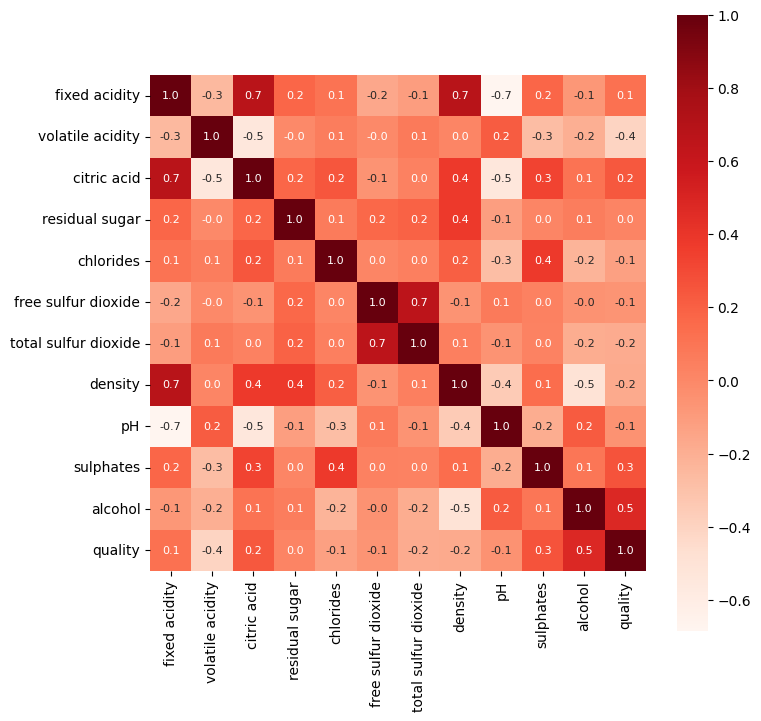 1.0
fixed acidity 1.0 -0.3 0.7 0.2 0.1 -0.2 -0.1 0.7 -0.7 0.2 -0.1 0.1
0.8
volatile acidity -0.3 1.0 -0.5 -0.0 0.1 -0.0 0.1 0.0 0.2 -0.3 -0.2 -0.4
citric acid 0.7 -0.5 1.0 0.2 0.2 -0.1 0.0 0.4 -0.5 0.3 0.1 0.2
0.6
residual sugar 0.2 -0.0 0.2 1.0 0.1 0.2 0.2 0.4 -0.1 0.0 0.1 0.0
0.4
chlorides 0.1 0.1 0.2 0.1 1.0 0.0 0.0 0.2 -0.3 0.4 -0.2 -0.1
0.2
free sulfur dioxide -0.2 -0.0 -0.1 0.2 0.0 1.0 0.7 -0.1 0.1 0.0 -0.0 -0.1
total sulfur dioxide -0.1 0.1 0.0 0.2 0.0 0.7 1.0 0.1 -0.1 0.0 -0.2 -0.2
0.0
density 0.7 0.0 0.4 0.4 0.2 -0.1 0.1 1.0 -0.4 0.1 -0.5 -0.2
pH -0.7 0.2 -0.5 -0.1 -0.3 0.1 -0.1 -0.4 1.0 -0.2 0.2 -0.1
−0.2
sulphates 0.2 -0.3 0.3 0.0 0.4 0.0 0.0 0.1 -0.2 1.0 0.1 0.3
alcohol -0.1 -0.2 0.1 0.1 -0.2 -0.0 -0.2 -0.5 0.2 0.1 1.0 0.5
−0.4
quality 0.1 -0.4 0.2 0.0 -0.1 -0.1 -0.2 -0.2 -0.1 0.3 0.5 1.0
−0.6
fixed acidity
volatile acidity
citric acid
residual sugar
chlorides
free sulfur dioxide
total sulfur dioxide
density
pH
sulphates
alcohol
quality